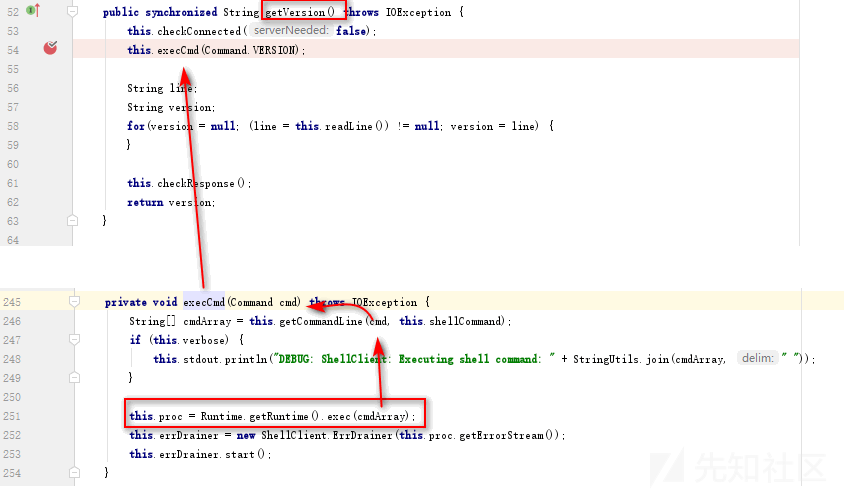 52 public synchronized String getVersion() throws IOException {
53 this.checkConnected( serverNeeded: false);
54 this.execCmd(Command.VERSION);
55
56 String line;
57 String version;
58 for(version = null; (line = this.readLine()) != null; version = line) {
59 }
60
61 this.checkResponse();
62 return version;
63 }
64
245 private void execCmd(Command cmd) throws IOException {
246 String[] cmdArray = this.getCommandLine(cmd, this.shellCommand);
247 if (this.verbose) {
248 this.stdout.println("DEBUG: ShellClient: Executing shell command: " + StringUtils.join(cmdArray, delim: " "));
249 }
250
251 this.proc = Runtime.getRuntime().exec(cmdArray);
252 this.errDrainer = new ShellClient.ErrDrainer(this.proc.getErrorStream());
253 this.errDrainer.start();
254 }
先知社区